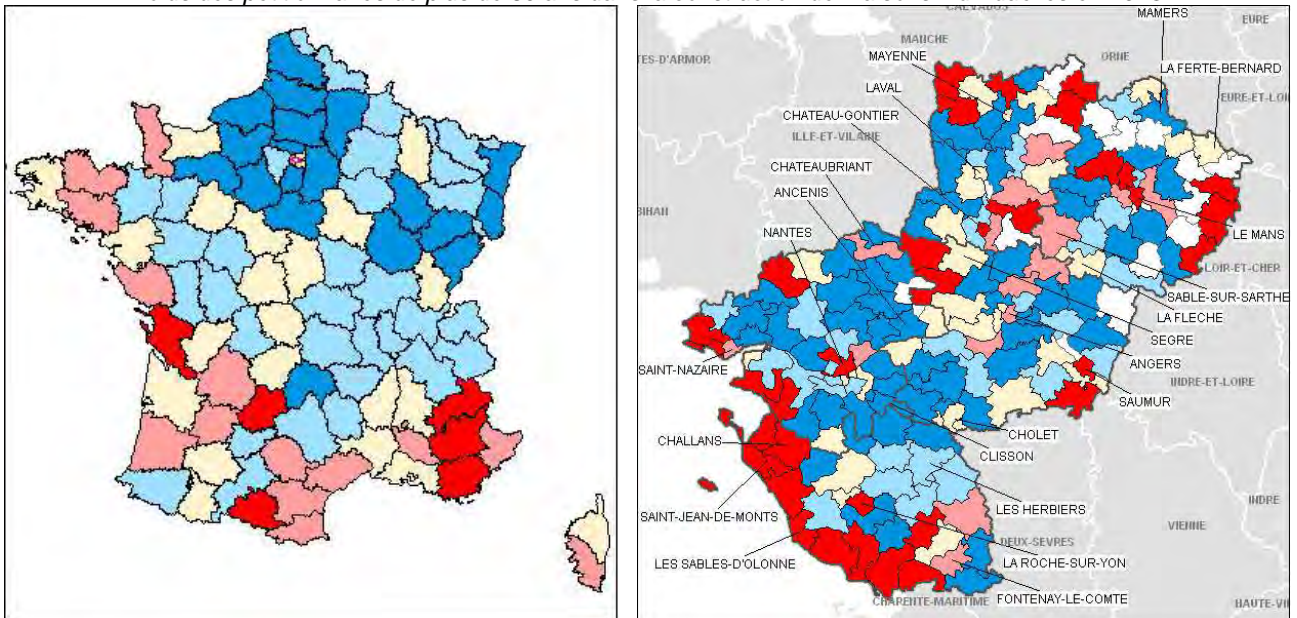 CALVADOS
MAMERS
EURE
MANCHE
ORNE
MAYENNE
LA FERTE-BERNARD
LAVAL
CHATEAU-GONTIER
ILLE-ET-VILAINE
CHATEAUBRIANT
ANCENIS
NANTES
LE MANS
LOIR-ET-CHER
SABLE-SUR-SARTHE
LA FLECHE
SEGRE
ANGERS
SAINT-NAZAIRE
INDRE-ET-LOIRE
SAUMUR
CHOLET
CHALLANS
CLISSON
INDRE
LES HERBIERS
SAINT-JEAN-DE-MONTS
VIENNE
DEUX-SEVRES
LES SABLES-D'OLONNE
LA ROCHE-SUR-YON
FONTENAY-LE-COMTE
CHARENTE-MARITIME